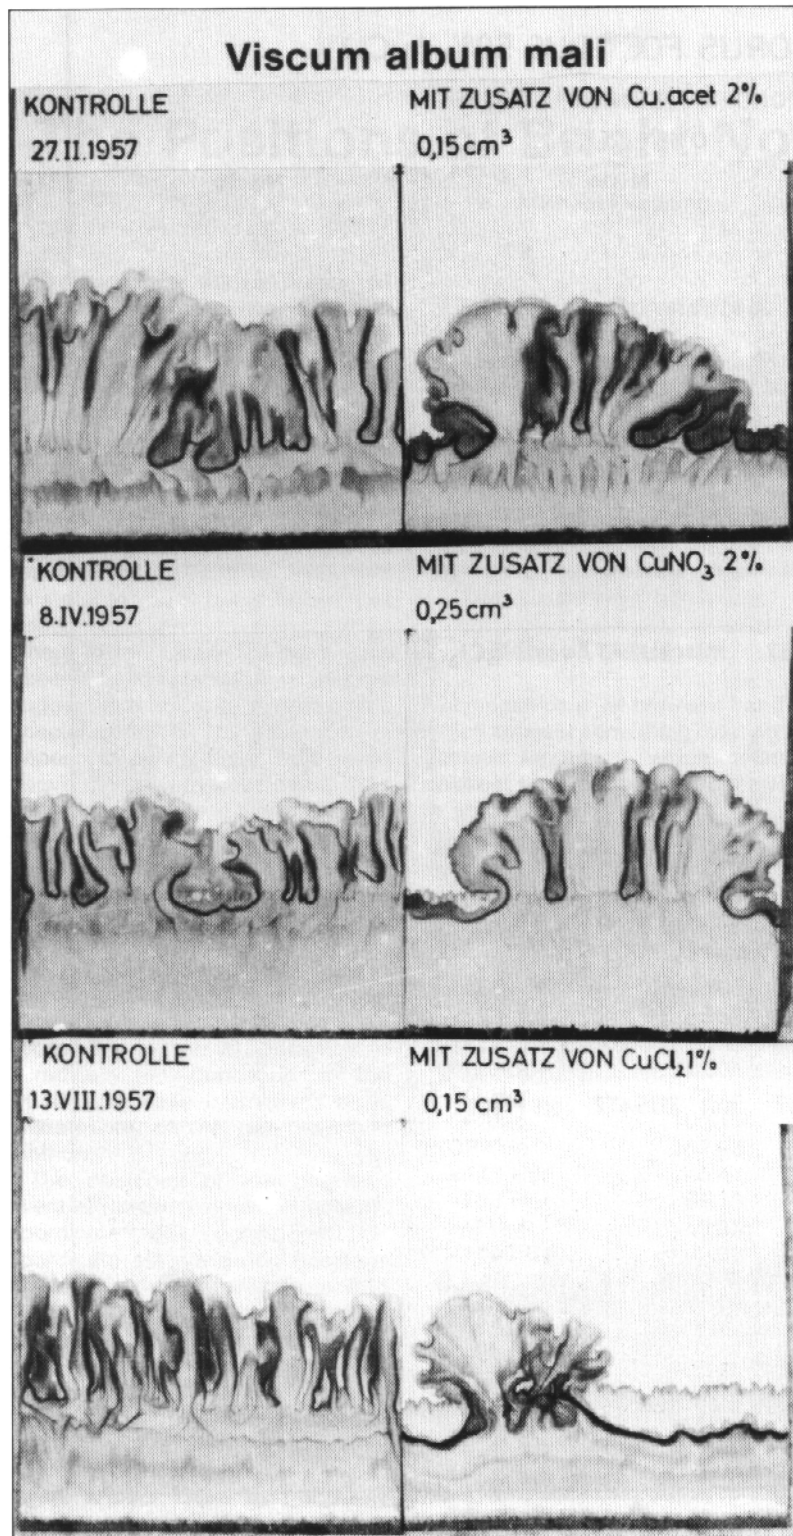 Viscum album mali
KONTROLLE
27.II.1957
MIT ZUSATZ VON Cu.acet 2%
0,15 cm³
KONTROLLE
8.IV.1957
MIT ZUSATZ VON CuNO₃ 2%
0,25 cm³
KONTROLLE
13.VIII.1957
MIT ZUSATZ VON CuCl₂ 1%
0,15 cm³